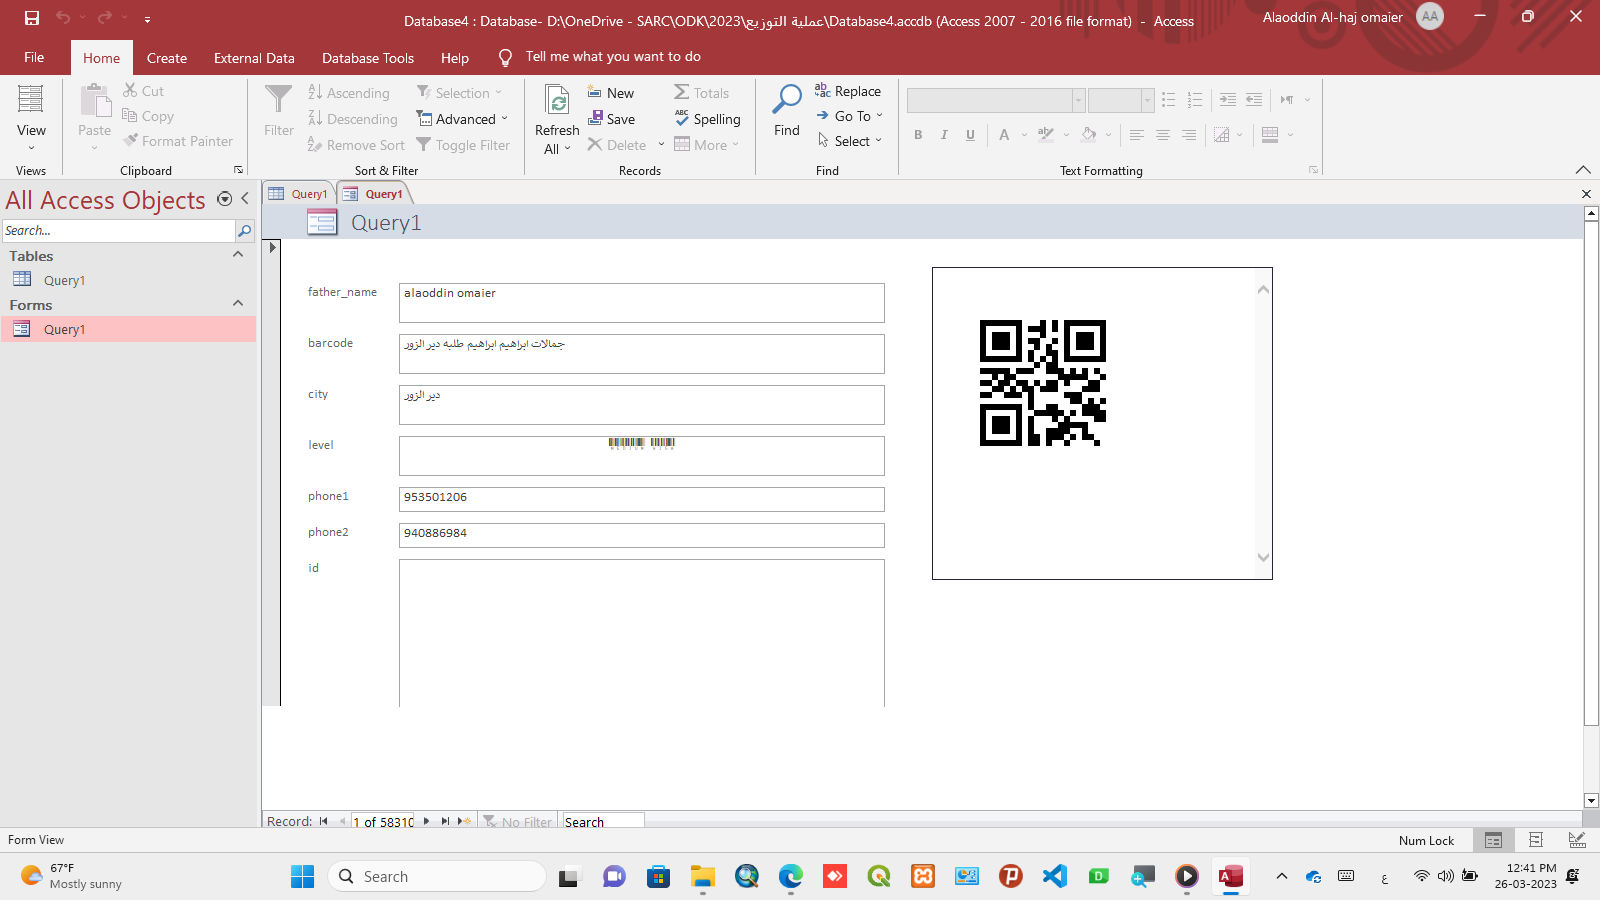 Database4 : Database- D:\OneDrive - SARC\ODK\2023\عملية التوزيع\Database4.accdb (Access 2007 - 2016 file format) - Access
Alaoddin Al-haj omaier
AA
File
Home
Create
External Data
Database Tools
Help
Tell me what you want to do
View
Views
Paste
Cut
Copy
Format Painter
Clipboard
Filter
Ascending
Descending
Remove Sort
Selection
Advanced
Toggle Filter
Sort & Filter
Refresh All
New
Save
Delete
Totals
Spelling
More
Records
Find
Replace
Go To
Select
Find
Text Formatting
All Access Objects
Search...
Tables
Query1
Forms
Query1
Query1
Query1
Query1
father_name
alaoddin omaier
barcode
جمالات ابراهيم ابراهيم طلبه دير الزور
city
دير الزور
level
MEDIUM HIGH
phone1
953501206
phone2
940886984
id
Record:
1 of 58310
No Filter
Search
Form View
Num Lock
67°F
Mostly sunny
Search
ع
12:41 PM
26-03-2023